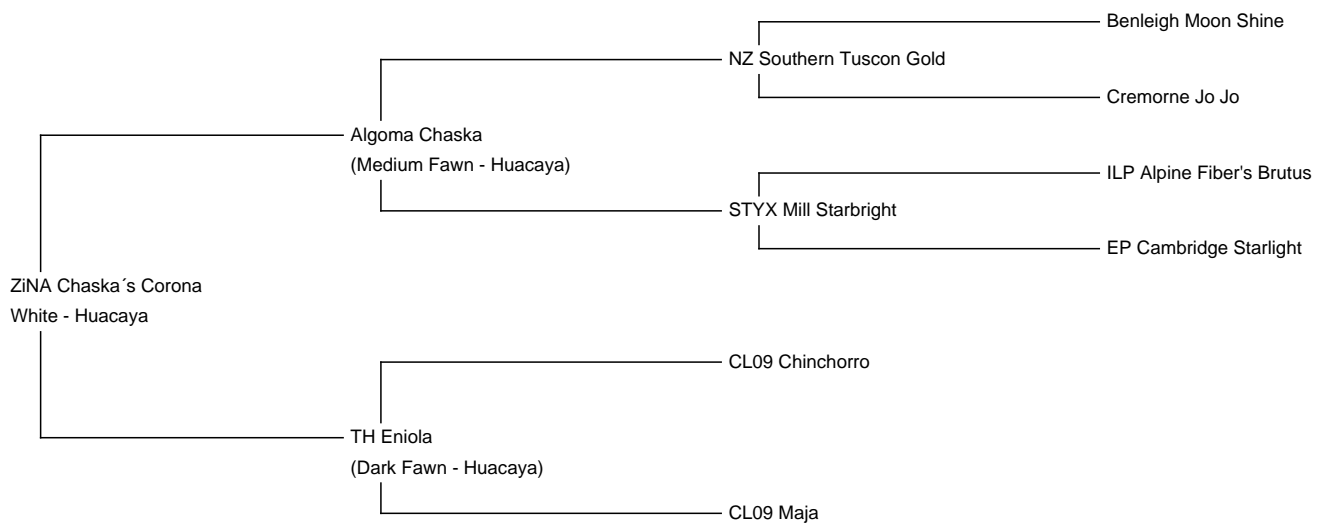 Benleigh Moon Shine
NZ Southern Tuscon Gold
Cremorne Jo Jo
Algoma Chaska
(Medium Fawn - Huacaya)
ILP Alpine Fiber's Brutus
STYX Mill Starbright
EP Cambridge Starlight
ZiNA Chaska´s Corona
White - Huacaya
CL09 Chinchorro
TH Eniola
(Dark Fawn - Huacaya)
CL09 Maja